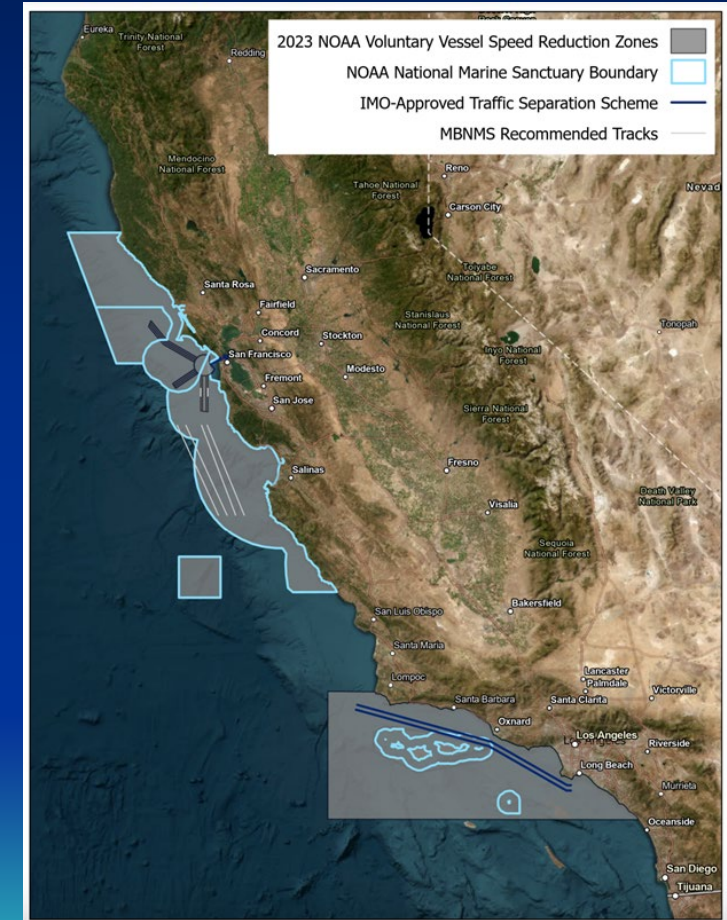 Eureka
Trinity National
Forest
Redding
2023 NOAA Voluntary Vessel Speed Reduction Zones
NOAA National Marine Sanctuary Boundary
IMO-Approved Traffic Separation Scheme
MBNMS Recommended Tracks
Mendocino
National Forest
Tahoe National
Forest
Reno
Carson City
Nevad
Toiyabe
National Forest
Sacramento
Santa Rosa
Fairfield
Concord
Stockton
Stanislaus
National Forest
Tonopah
San Francisco
Inyo National
Forest
Modesto
Fremont
San Jose
Sierra National
Forest
Salinas
Fresno
Death Valley
National Park
Visalia
Sequoia
National Forest
San Luis Obispo
Bakersfield
Santa Maria
Lompoc
Lancaster
Palmdale
Victorville
Santa Barbara
Santa Clarita
Oxnard
Los Angeles
Riverside
Long Beach
Murrieta
Oceanside
San Diego
Tijuana